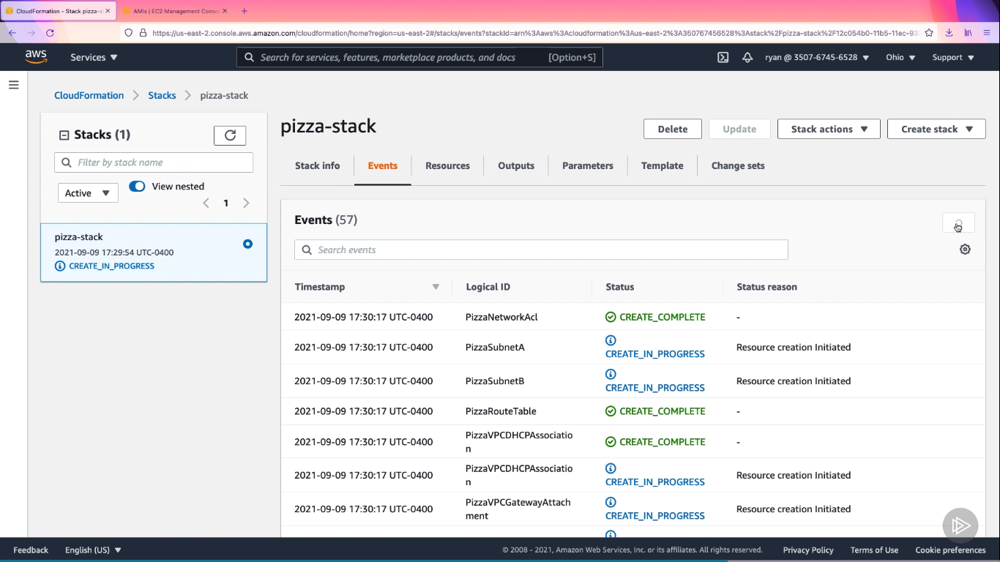 CloudFormation - Stack pizza-s
AMIs | EC2 Management Conso
https://us-east-2.console.aws.amazon.com/cloudformation/home?region=us-east-2#/stacks/events?stackId=arn%3Aaws%3Acloudformation%3Aus-east-2%3A350767456528%3Astack%2Fpizza-stack%2F12c054b0-11b5-11ec-93
aws
Services
Search for services, features, marketplace products, and docs [Option+S]
ryan @ 3507-6745-6528
Ohio
Support
CloudFormation
Stacks
pizza-stack
Stacks (1)
Filter by stack name
Active
View nested
1
pizza-stack
2021-09-09 17:29:54 UTC-0400
CREATE_IN_PROGRESS
pizza-stack
Delete
Update
Stack actions
Create stack
Stack info
Events
Resources
Outputs
Parameters
Template
Change sets
Events (57)
Search events
Timestamp Logical ID Status Status reason
2021-09-09 17:30:17 UTC-0400 PizzaNetworkAcl CREATE_COMPLETE -
2021-09-09 17:30:17 UTC-0400 PizzaSubnetA CREATE_IN_PROGRESS Resource creation Initiated
2021-09-09 17:30:17 UTC-0400 PizzaSubnetB CREATE_IN_PROGRESS Resource creation Initiated
2021-09-09 17:30:17 UTC-0400 PizzaRouteTable CREATE_COMPLETE -
PizzaVPCDHCPAssociatio
2021-09-09 17:30:17 UTC-0400 CREATE_COMPLETE -
n
PizzaVPCDHCPAssociatio
2021-09-09 17:30:17 UTC-0400 Resource creation Initiated
n CREATE_IN_PROGRESS
PizzaVPCGatewayAttach
2021-09-09 17:30:17 UTC-0400 Resource creation Initiated
ment CREATE_IN_PROGRESS
Feedback
English (US)
© 2008 - 2021, Amazon Web Services, Inc. or its affiliates. All rights reserved.
Privacy Policy
Terms of Use
Cookie preferences